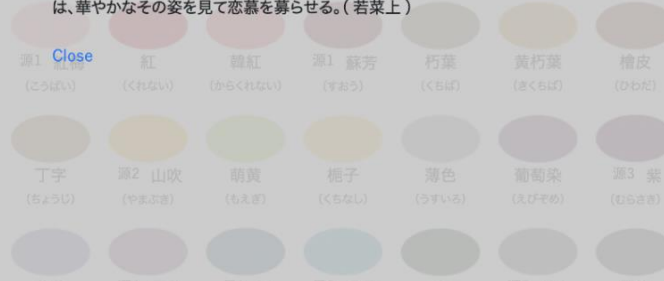 は、華やかなその姿を見て恋慕を募らせる。( 若菜上 )
Close
源1 紅梅 紅 韓紅 源1 蘇芳 朽葉 黄朽葉 檜皮
(こうばい) (くれない) (からくれない) (すおう) (くちば) (きくちば) (ひわだ)
丁字 源2 山吹 萌黄 梔子 薄色 葡萄染 源3 紫
(ちょうじ) (やまぶき) (もえぎ) (くちなし) (うすいろ) (えびぞめ) (むらさき)